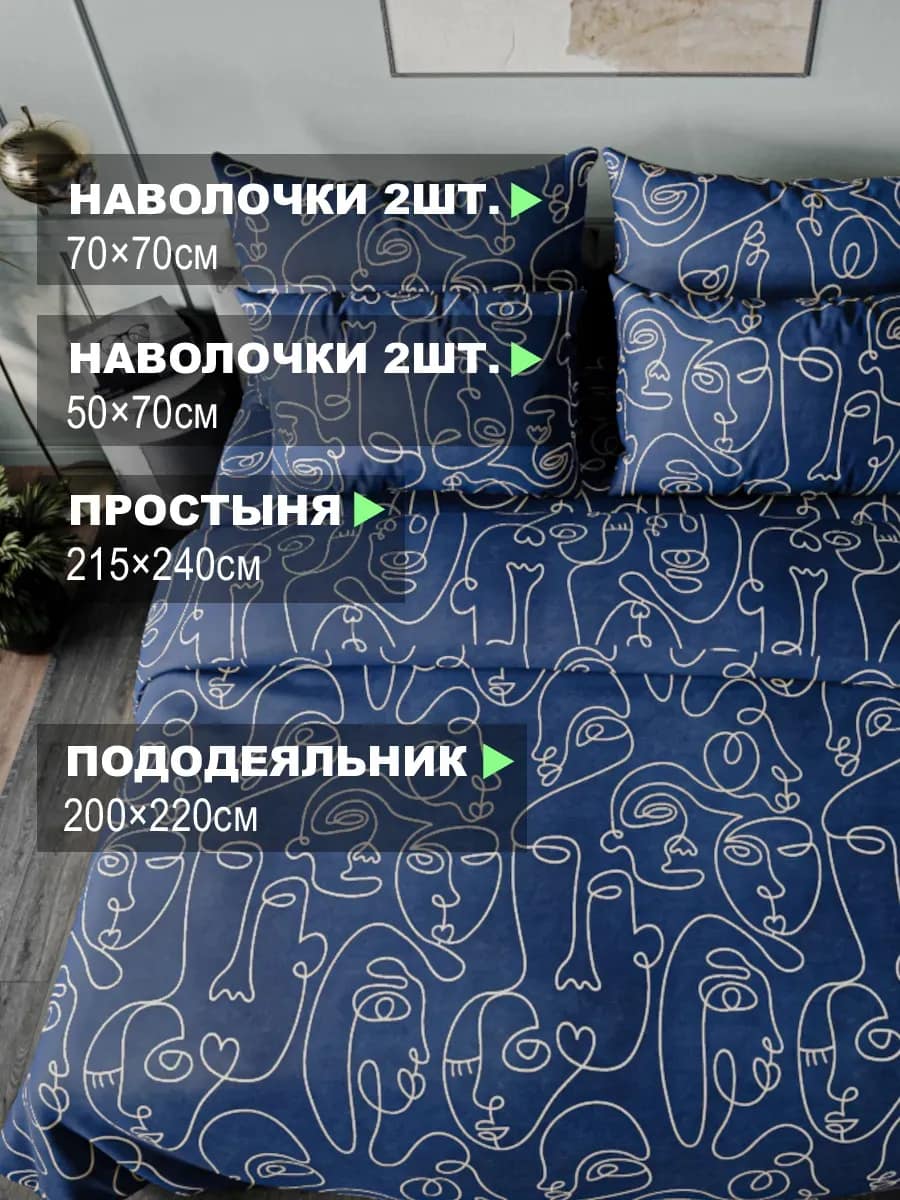 НАВОЛОЧКИ 2ШТ.
70×70см
НАВОЛОЧКИ 2ШТ.
50×70см
ПРОСТЫНЯ
215×240см
ПОДОДЕЯЛЬНИК
200×220см